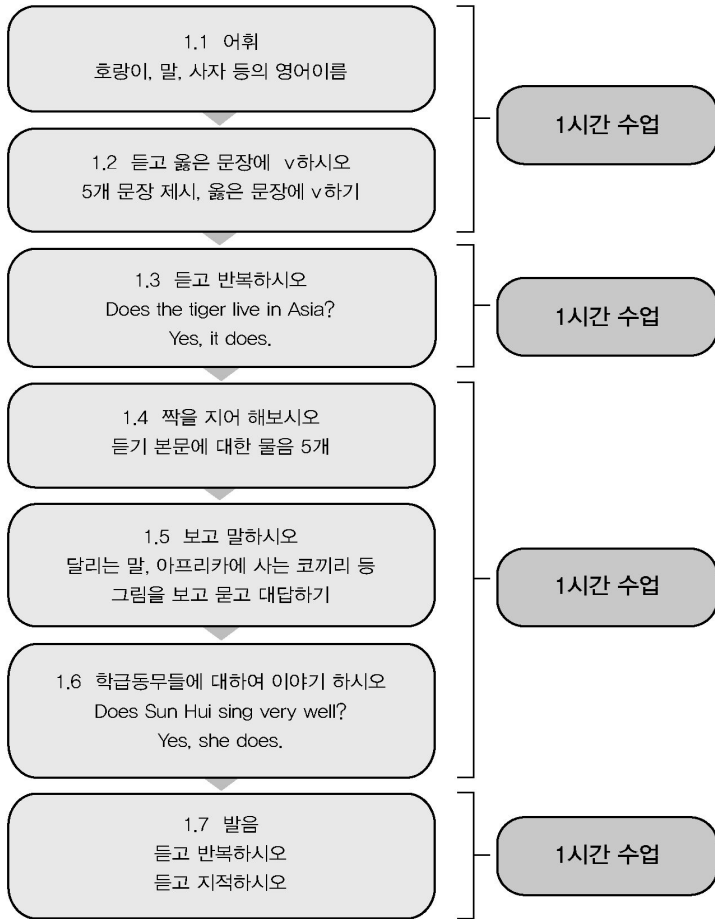 1.1 어휘
호랑이, 말, 사자 등의 영어이름
1시간 수업
1.2 듣고 옳은 문장에 ∨하시오
5개 문장 제시, 옳은 문장에 ∨하기
1.3 듣고 반복하시오
Does the tiger live in Asia?
Yes, it does.
1시간 수업
1.4 짝을 지어 해보시오
듣기 본문에 대한 물음 5개
1.5 보고 말하시오
달리는 말, 아프리카에 사는 코끼리 등
그림을 보고 묻고 대답하기
1시간 수업
1.6 학급동무들에 대하여 이야기 하시오
Does Sun Hui sing very well?
Yes, she does.
1.7 발음
듣고 반복하시오
듣고 지적하시오
1시간 수업